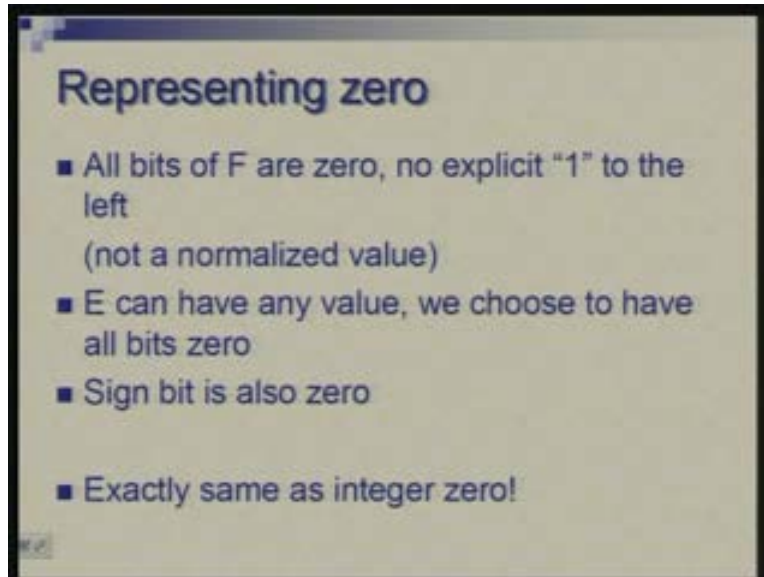 Representing zero
■ All bits of F are zero, no explicit “1” to the
left
(not a normalized value)
■ E can have any value, we choose to have
all bits zero
■ Sign bit is also zero
■ Exactly same as integer zero!